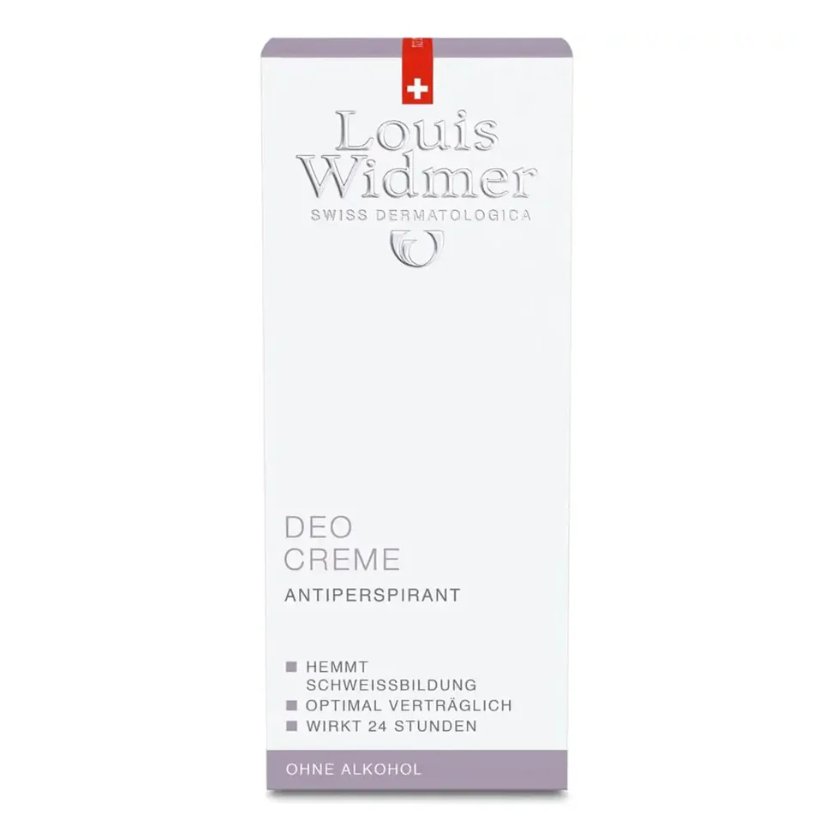 Louis
Widmer
SWISS DERMATOLOGICA
DEO
CREME
ANTIPERSPIRANT
HEMMT
SCHWEISSBILDUNG
OPTIMAL VERTRÄGLICH
WIRKT 24 STUNDEN
OHNE ALKOHOL